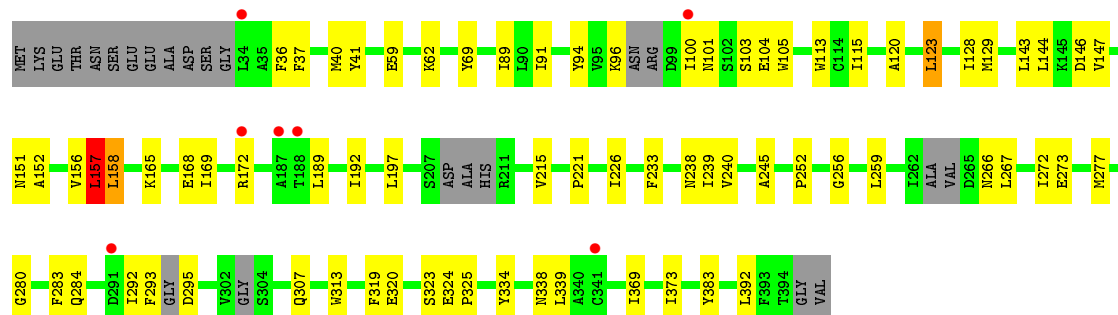 MET LYS GLU THR ASN SER GLU GLU ALA ASP SER GLY L34 A35 F36 F37 M40 Y41 E59 K62 Y69 I89 L90 I91 Y94 V95 K96 ASN ARG D99 I100 N101 S102 S103 E104 W105 W113 C114 I115 A120 L123 I128 M129 L143 L144 K145 D146 V147
N151 A152 V156 L157 L158 K165 E168 I169 R172 A187 T188 L189 I192 L197 S207 ASP ALA HIS R211 V215 P221 I226 F233 N238 I239 V240 A245 P252 G256 L259 I262 ALA VAL D265 N266 L267 I272 E273 M277
G280 F283 Q284 D291 I292 F293 GLY D295 V302 GLY S304 Q307 W313 F319 E320 S323 E324 P325 Y334 N338 L339 A340 C341 I369 I373 Y383 L392 F393 T394 GLY VAL